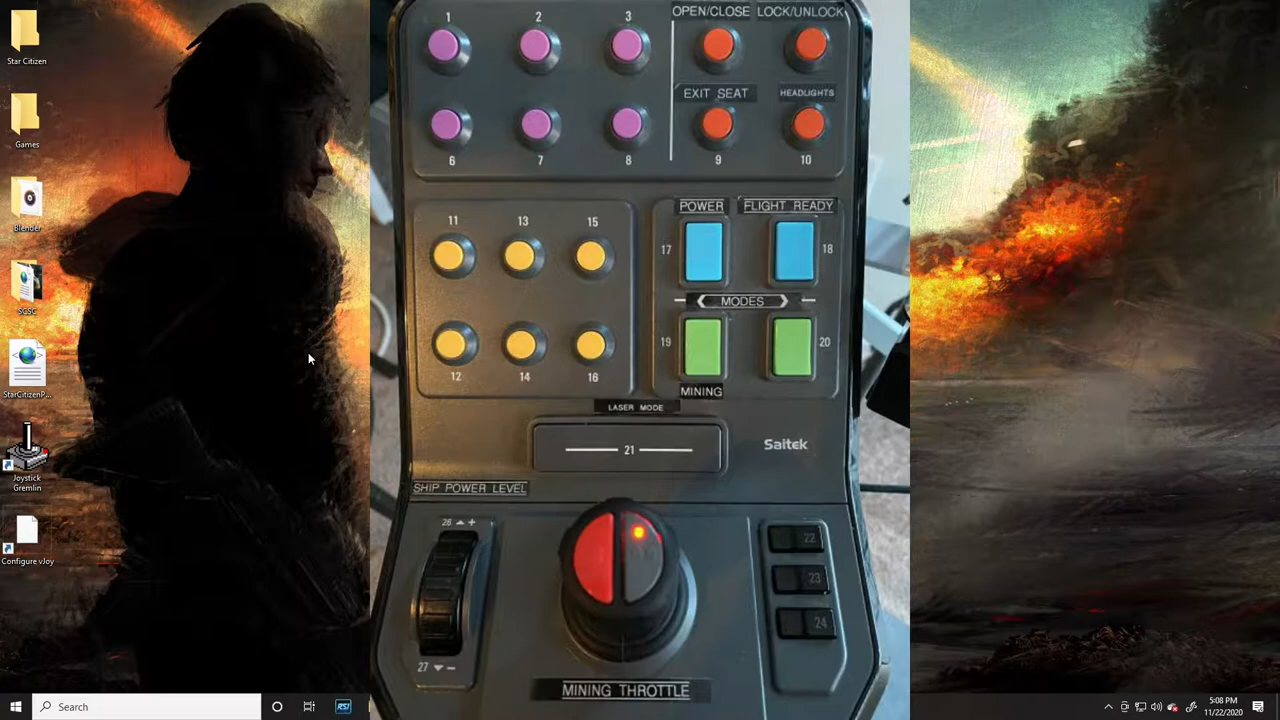 Star Citizen
Games
Blender
SGSC
StarCitizenP...
Joystick
Gremlin
Configure vJoy
1 2 3 OPEN/CLOSE LOCK/UNLOCK
EXIT SEAT HEADLIGHTS
6 7 8 9 10
11 13 15
POWER FLIGHT READY
17 18
MODES
19 20
12 14 16
MINING
LASER MODE
21
Saitek
SHIP POWER LEVEL
26 +
22
23
24
27 −
MINING THROTTLE
Search
RSI
5:08 PM
11/22/2020